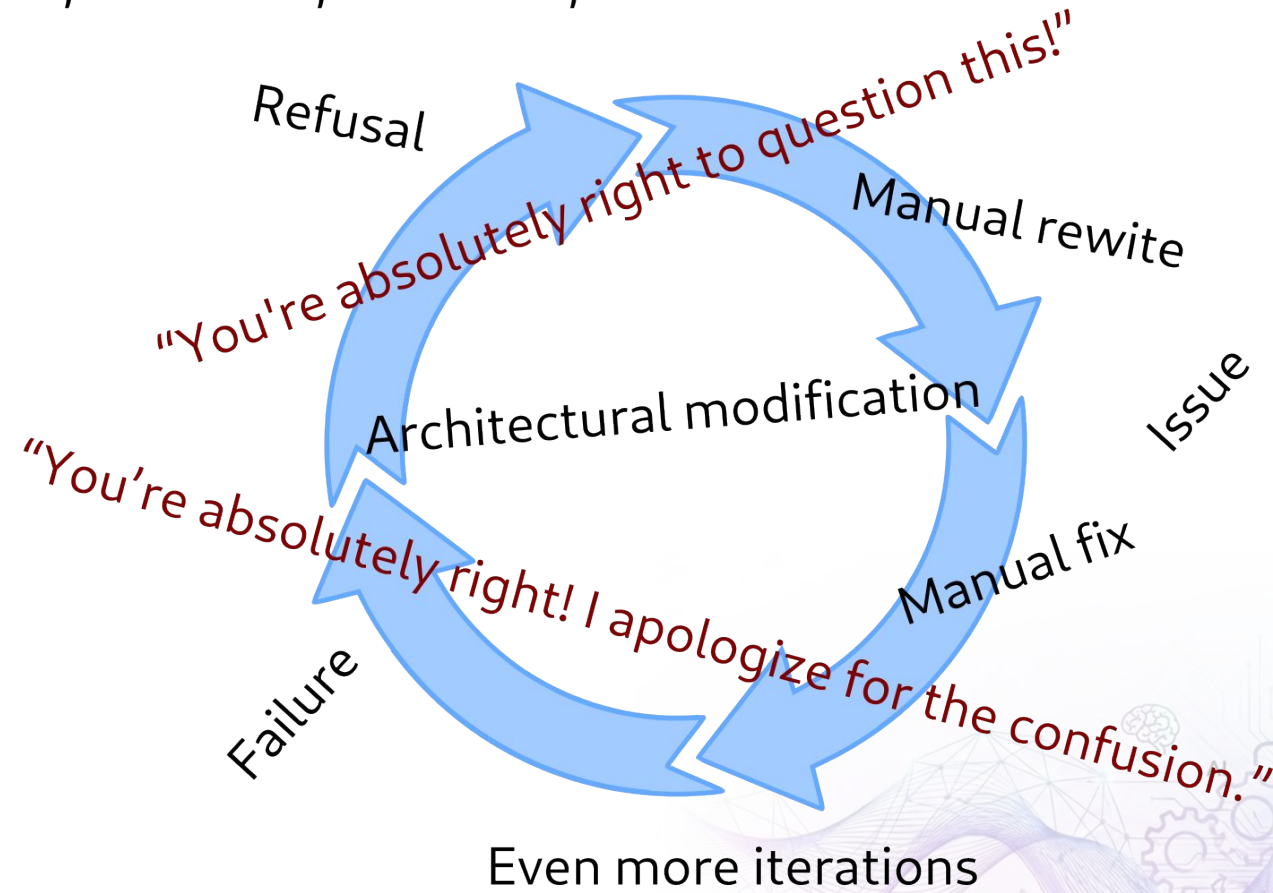 Refusal
“You're absolutely right to question this!”
Manual rewite
Issue
Architectural modification
“You’re absolutely right! I apologize for the confusion.”
Manual fix
Failure
Even more iterations